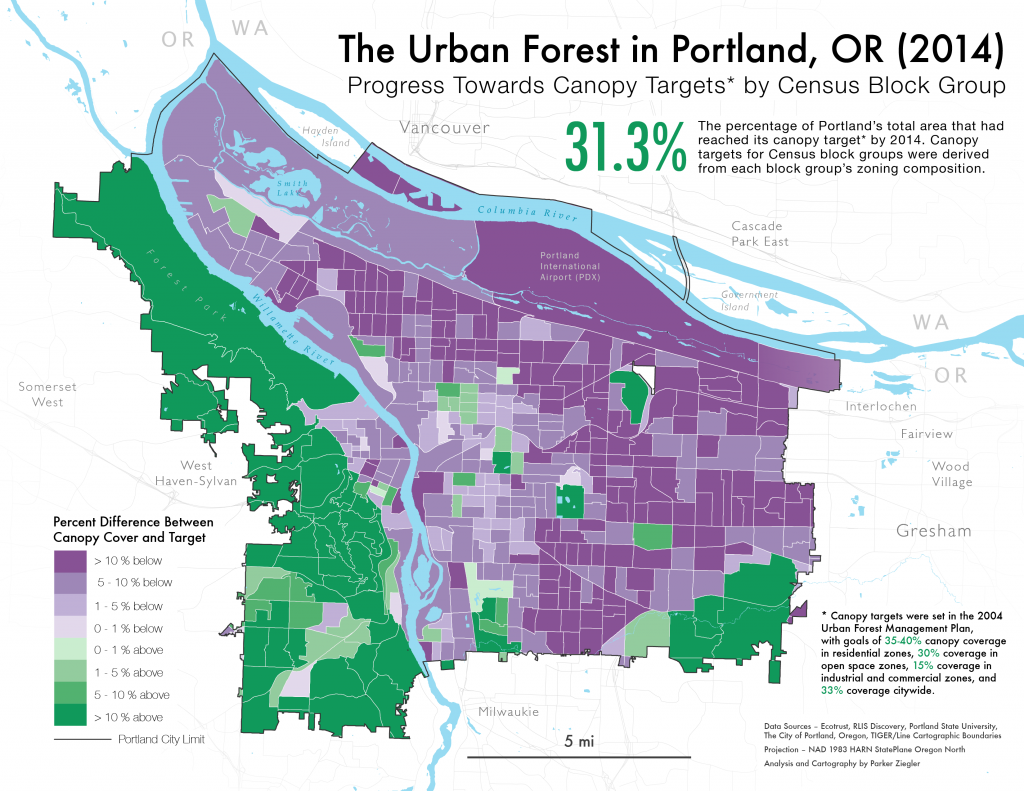 OR
WA
The Urban Forest in Portland, OR (2014)
Progress Towards Canopy Targets* by Census Block Group
31.3%
The percentage of Portland's total area that had
reached its canopy target* by 2014. Canopy
targets for Census block groups were derived
from each block group's zoning composition.
Hayden
Island
Vancouver
Smith
Lake
Columbia River
Cascade
Park East
Portland
International
Airport (PDX)
Government
Island
Forest Park
Willamette River
WA
OR
Somerset
West
Interlochen
Fairview
Wood
Village
West
Haven-Sylvan
Gresham
Percent Difference Between
Canopy Cover and Target
> 10 % below
5 - 10 % below
1 - 5 % below
0 - 1 % below
0 - 1 % above
1 - 5 % above
5 - 10 % above
> 10 % above
Portland City Limit
* Canopy targets were set in the 2004
Urban Forest Management Plan,
with goals of 35-40% canopy coverage
in residential zones, 30% coverage in
open space zones, 15% coverage in
industrial and commercial zones, and
33% coverage citywide.
Milwaukie
5 mi
Data Sources – Ecotrust, RLIS Discovery, Portland State University,
The City of Portland, Oregon, TIGER/Line Cartographic Boundaries
Projection – NAD 1983 HARN StatePlane Oregon North
Analysis and Cartography by Parker Ziegler